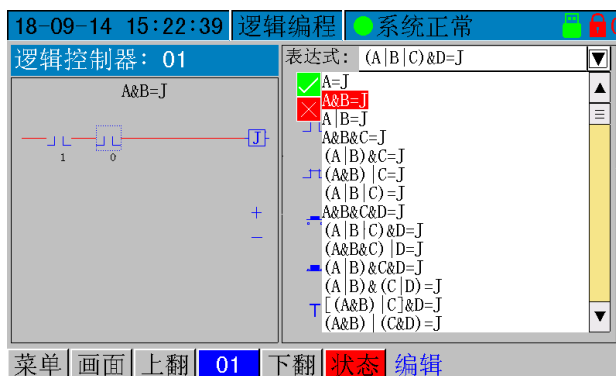 18-09-14 15:22:39 逻辑编程 系统正常
逻辑控制器: 01
表达式: (A|B|C)&D=J
A&B=J
1 0
J
+
−
A=J
A&B=J
A|B=J
A&B&C=J
(A|B)&C=J
(A&B)|C=J
(A|B|C)=J
A&B&C&D=J
(A|B|C)&D=J
(A&B&C)|D=J
(A|B)&C&D=J
(A|B)&(C|D)=J
[(A&B)|C]&D=J
(A&B)|(C&D)=J
菜单 画面 上翻 01 下翻 状态 编辑